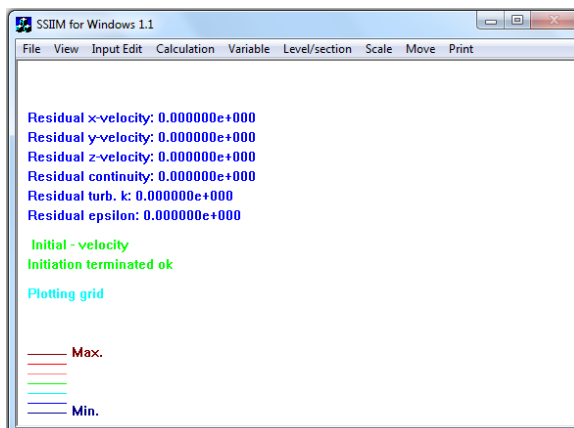 SSIIM for Windows 1.1
File View Input Edit Calculation Variable Level/section Scale Move Print
Residual x-velocity: 0.000000e+000
Residual y-velocity: 0.000000e+000
Residual z-velocity: 0.000000e+000
Residual continuity: 0.000000e+000
Residual turb. k: 0.000000e+000
Residual epsilon: 0.000000e+000
Initial - velocity
Initiation terminated ok
Plotting grid
Max.
Min.